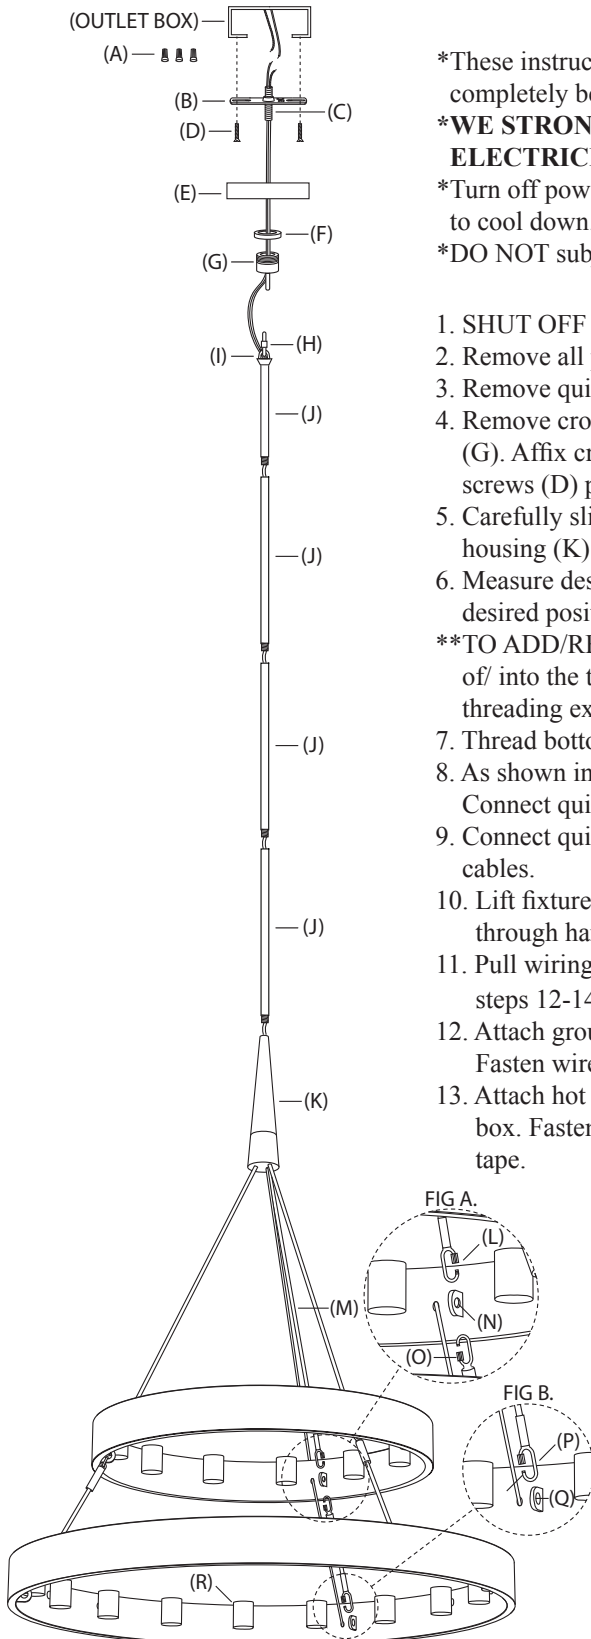 (OUTLET BOX)
(A)
(B)
(C)
(D)
(E)
(F)
(G)
(H)
(I)
(J)
(J)
(J)
(J)
(K)
(M)
FIG A.
(L)
(N)
(O)
FIG B.
(P)
(Q)
(R)
*These instruc
completely be
*WE STRON
ELECTRICI
*Turn off pow
to cool down
*DO NOT sub
1. SHUT OFF
2. Remove all
3. Remove qui
4. Remove cro
(G). Affix cr
screws (D) p
5. Carefully sli
housing (K)
6. Measure des
desired posi
**TO ADD/RE
of/ into the t
threading ex
7. Thread botto
8. As shown in
Connect qui
9. Connect qui
cables.
10. Lift fixture
through ha
11. Pull wiring
steps 12-14
12. Attach grou
Fasten wire
13. Attach hot
box. Fasten
tape.